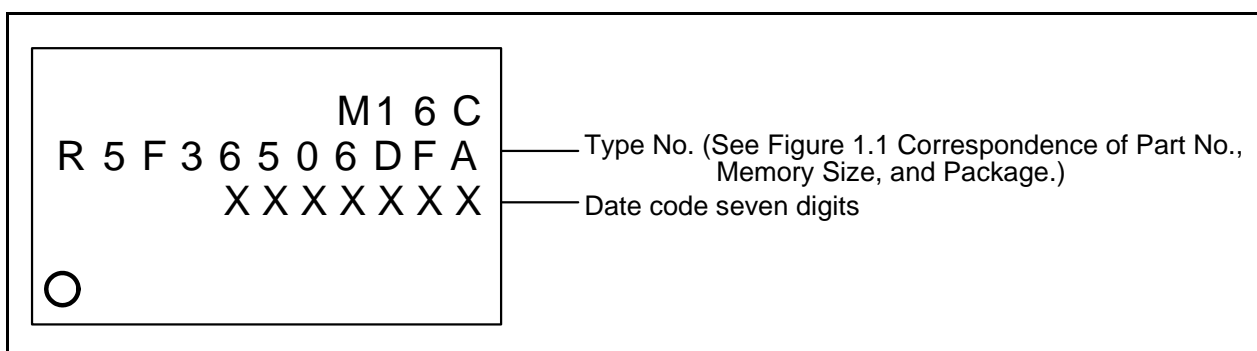 M16C
R5F36506DFA
XXXXXXX
Type No. (See Figure 1.1 Correspondence of Part No.,
Memory Size, and Package.)
Date code seven digits